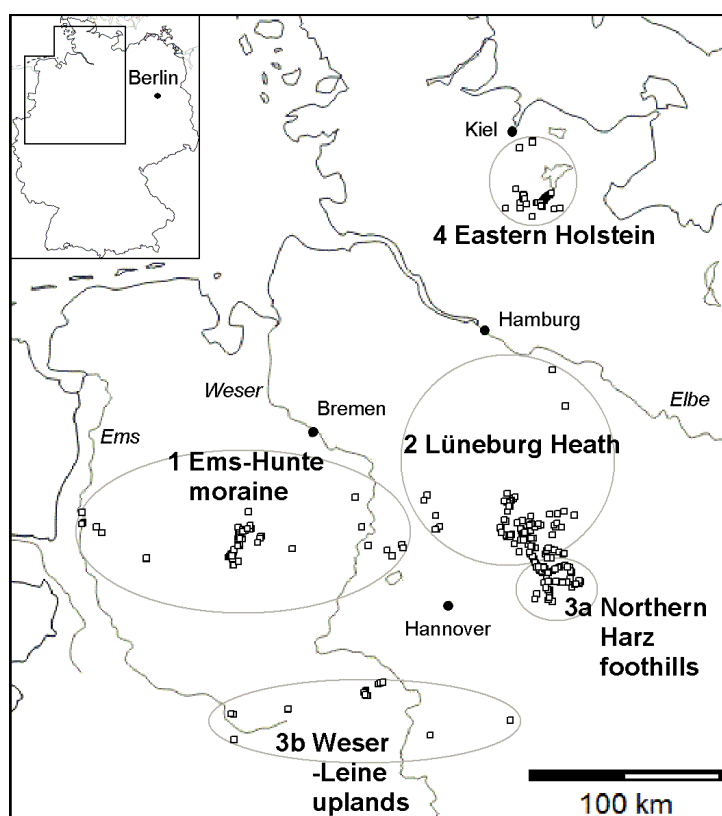 Berlin
Kiel
4 Eastern Holstein
Hamburg
Weser
Elbe
Bremen
Ems
2 Lüneburg Heath
1 Ems-Hunte
moraine
3a Northern
Harz
foothills
Hannover
3b Weser
-Leine
uplands
100 km